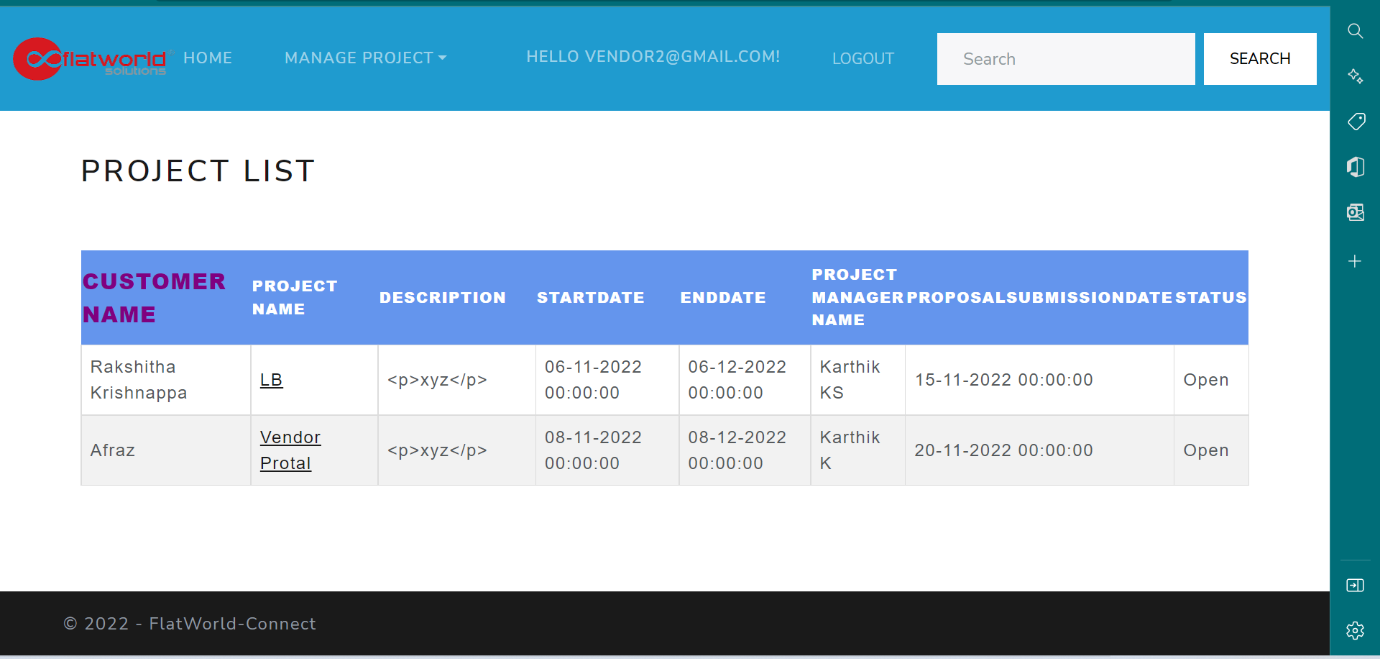 flatworld
solutions
HOME
MANAGE PROJECT
HELLO VENDOR2@GMAIL.COM!
LOGOUT
Search
SEARCH
PROJECT LIST
CUSTOMER
NAME
PROJECT
NAME
DESCRIPTION
STARTDATE
ENDDATE
PROJECT
MANAGER
NAME
PROPOSALSUBMISSIONDATE
STATUS
Rakshitha
Krishnappa
LB
<p>xyz</p>
06-11-2022
00:00:00
06-12-2022
00:00:00
Karthik
KS
15-11-2022 00:00:00
Open
Afraz
Vendor
Protal
<p>xyz</p>
08-11-2022
00:00:00
08-12-2022
00:00:00
Karthik
K
20-11-2022 00:00:00
Open
© 2022 - FlatWorld-Connect